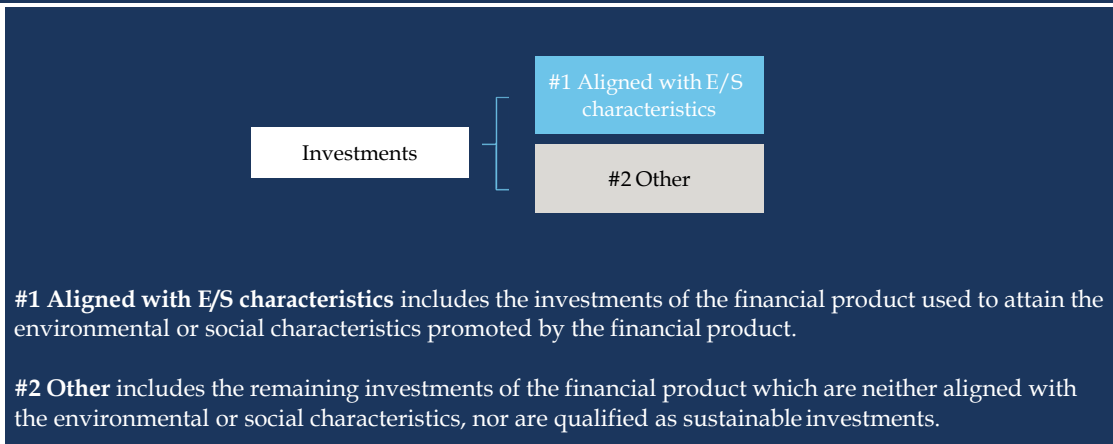 #1 Aligned with E/S
characteristics
Investments
#2 Other
#1 Aligned with E/S characteristics includes the investments of the financial product used to attain the
environmental or social characteristics promoted by the financial product.
#2 Other includes the remaining investments of the financial product which are neither aligned with
the environmental or social characteristics, nor are qualified as sustainable investments.